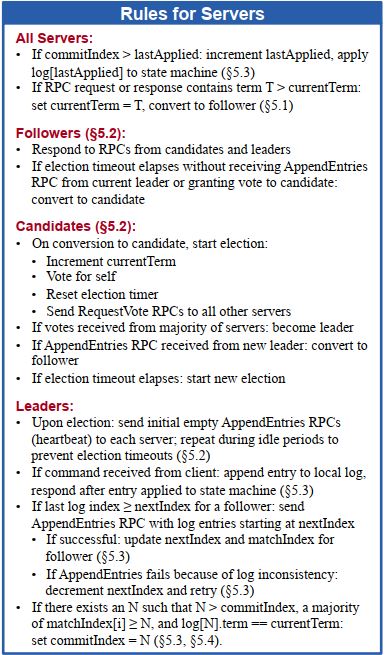 Rules for Servers
All Servers:
• If commitIndex > lastApplied: increment lastApplied, apply
log[lastApplied] to state machine (§5.3)
• If RPC request or response contains term T > currentTerm:
set currentTerm = T, convert to follower (§5.1)
Followers (§5.2):
• Respond to RPCs from candidates and leaders
• If election timeout elapses without receiving AppendEntries
RPC from current leader or granting vote to candidate:
convert to candidate
Candidates (§5.2):
• On conversion to candidate, start election:
• Increment currentTerm
• Vote for self
• Reset election timer
• Send RequestVote RPCs to all other servers
• If votes received from majority of servers: become leader
• If AppendEntries RPC received from new leader: convert to
follower
• If election timeout elapses: start new election
Leaders:
• Upon election: send initial empty AppendEntries RPCs
(heartbeat) to each server; repeat during idle periods to
prevent election timeouts (§5.2)
• If command received from client: append entry to local log,
respond after entry applied to state machine (§5.3)
• If last log index ≥ nextIndex for a follower: send
AppendEntries RPC with log entries starting at nextIndex
• If successful: update nextIndex and matchIndex for
follower (§5.3)
• If AppendEntries fails because of log inconsistency:
decrement nextIndex and retry (§5.3)
• If there exists an N such that N > commitIndex, a majority
of matchIndex[i] ≥ N, and log[N].term == currentTerm:
set commitIndex = N (§5.3, §5.4).